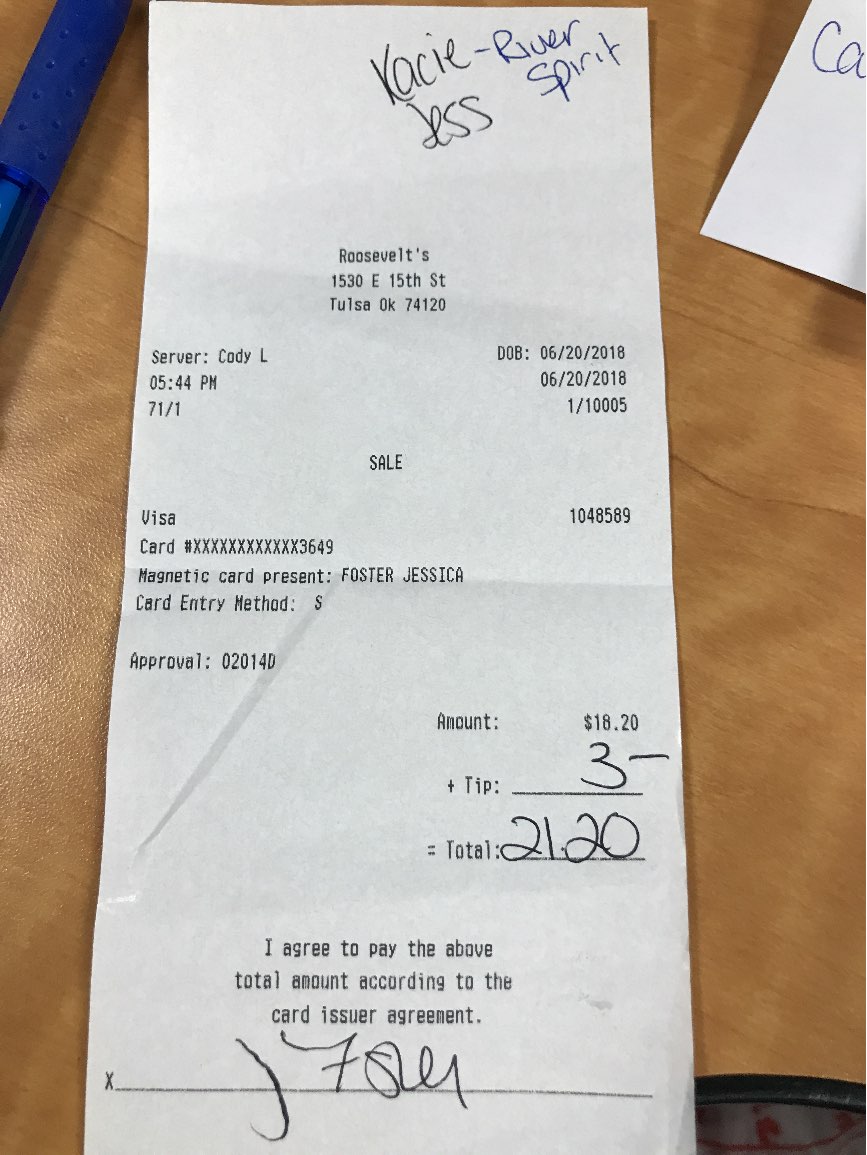 Kacie - River
Spirit
Jess
Ca
Roosevelt's
1530 E 15th St
Tulsa Ok 74120
Server: Cody L DOB: 06/20/2018
05:44 PM 06/20/2018
71/1 1/10005
SALE
Visa 1048589
Card #XXXXXXXXXXXX3649
Magnetic card present: FOSTER JESSICA
Card Entry Method: S
Approval: 02014D
Amount: $18.20
+ Tip: 3-
= Total: 21.20
I agree to pay the above
total amount according to the
card issuer agreement.
X